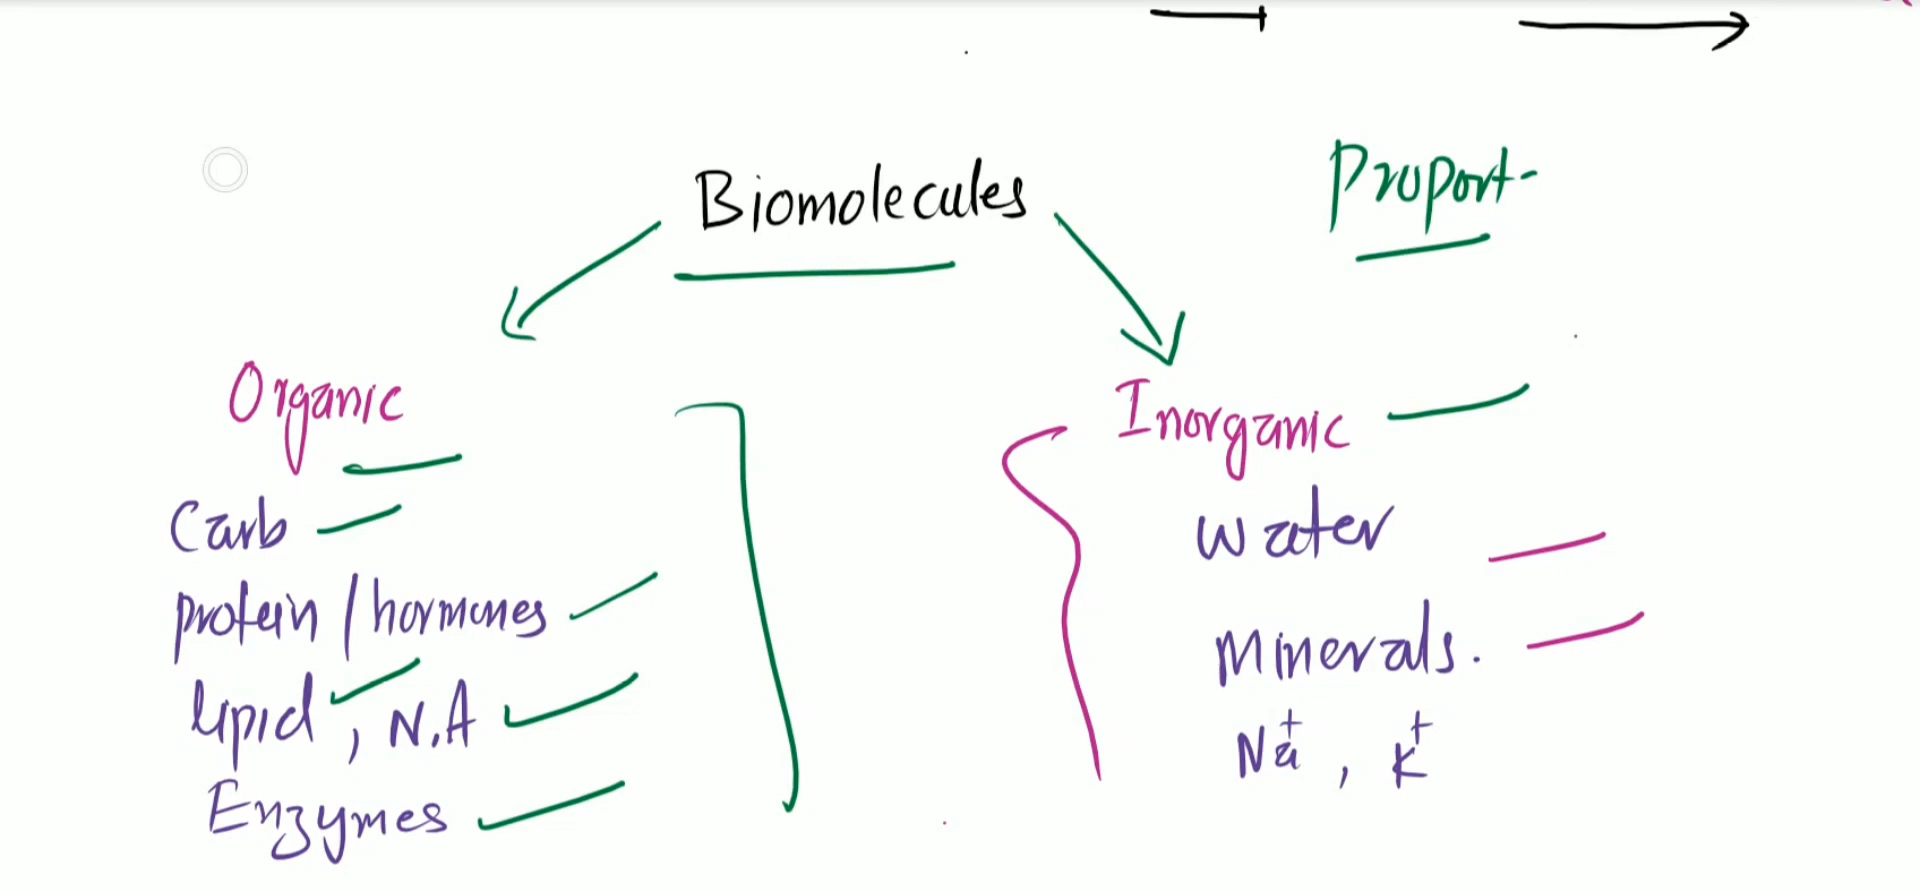 Biomolecules
Proport-
Organic
Carb
protein / hormones
lipid, N.A
Enzymes
Inorganic
Water
Minerals.
Na+, K+